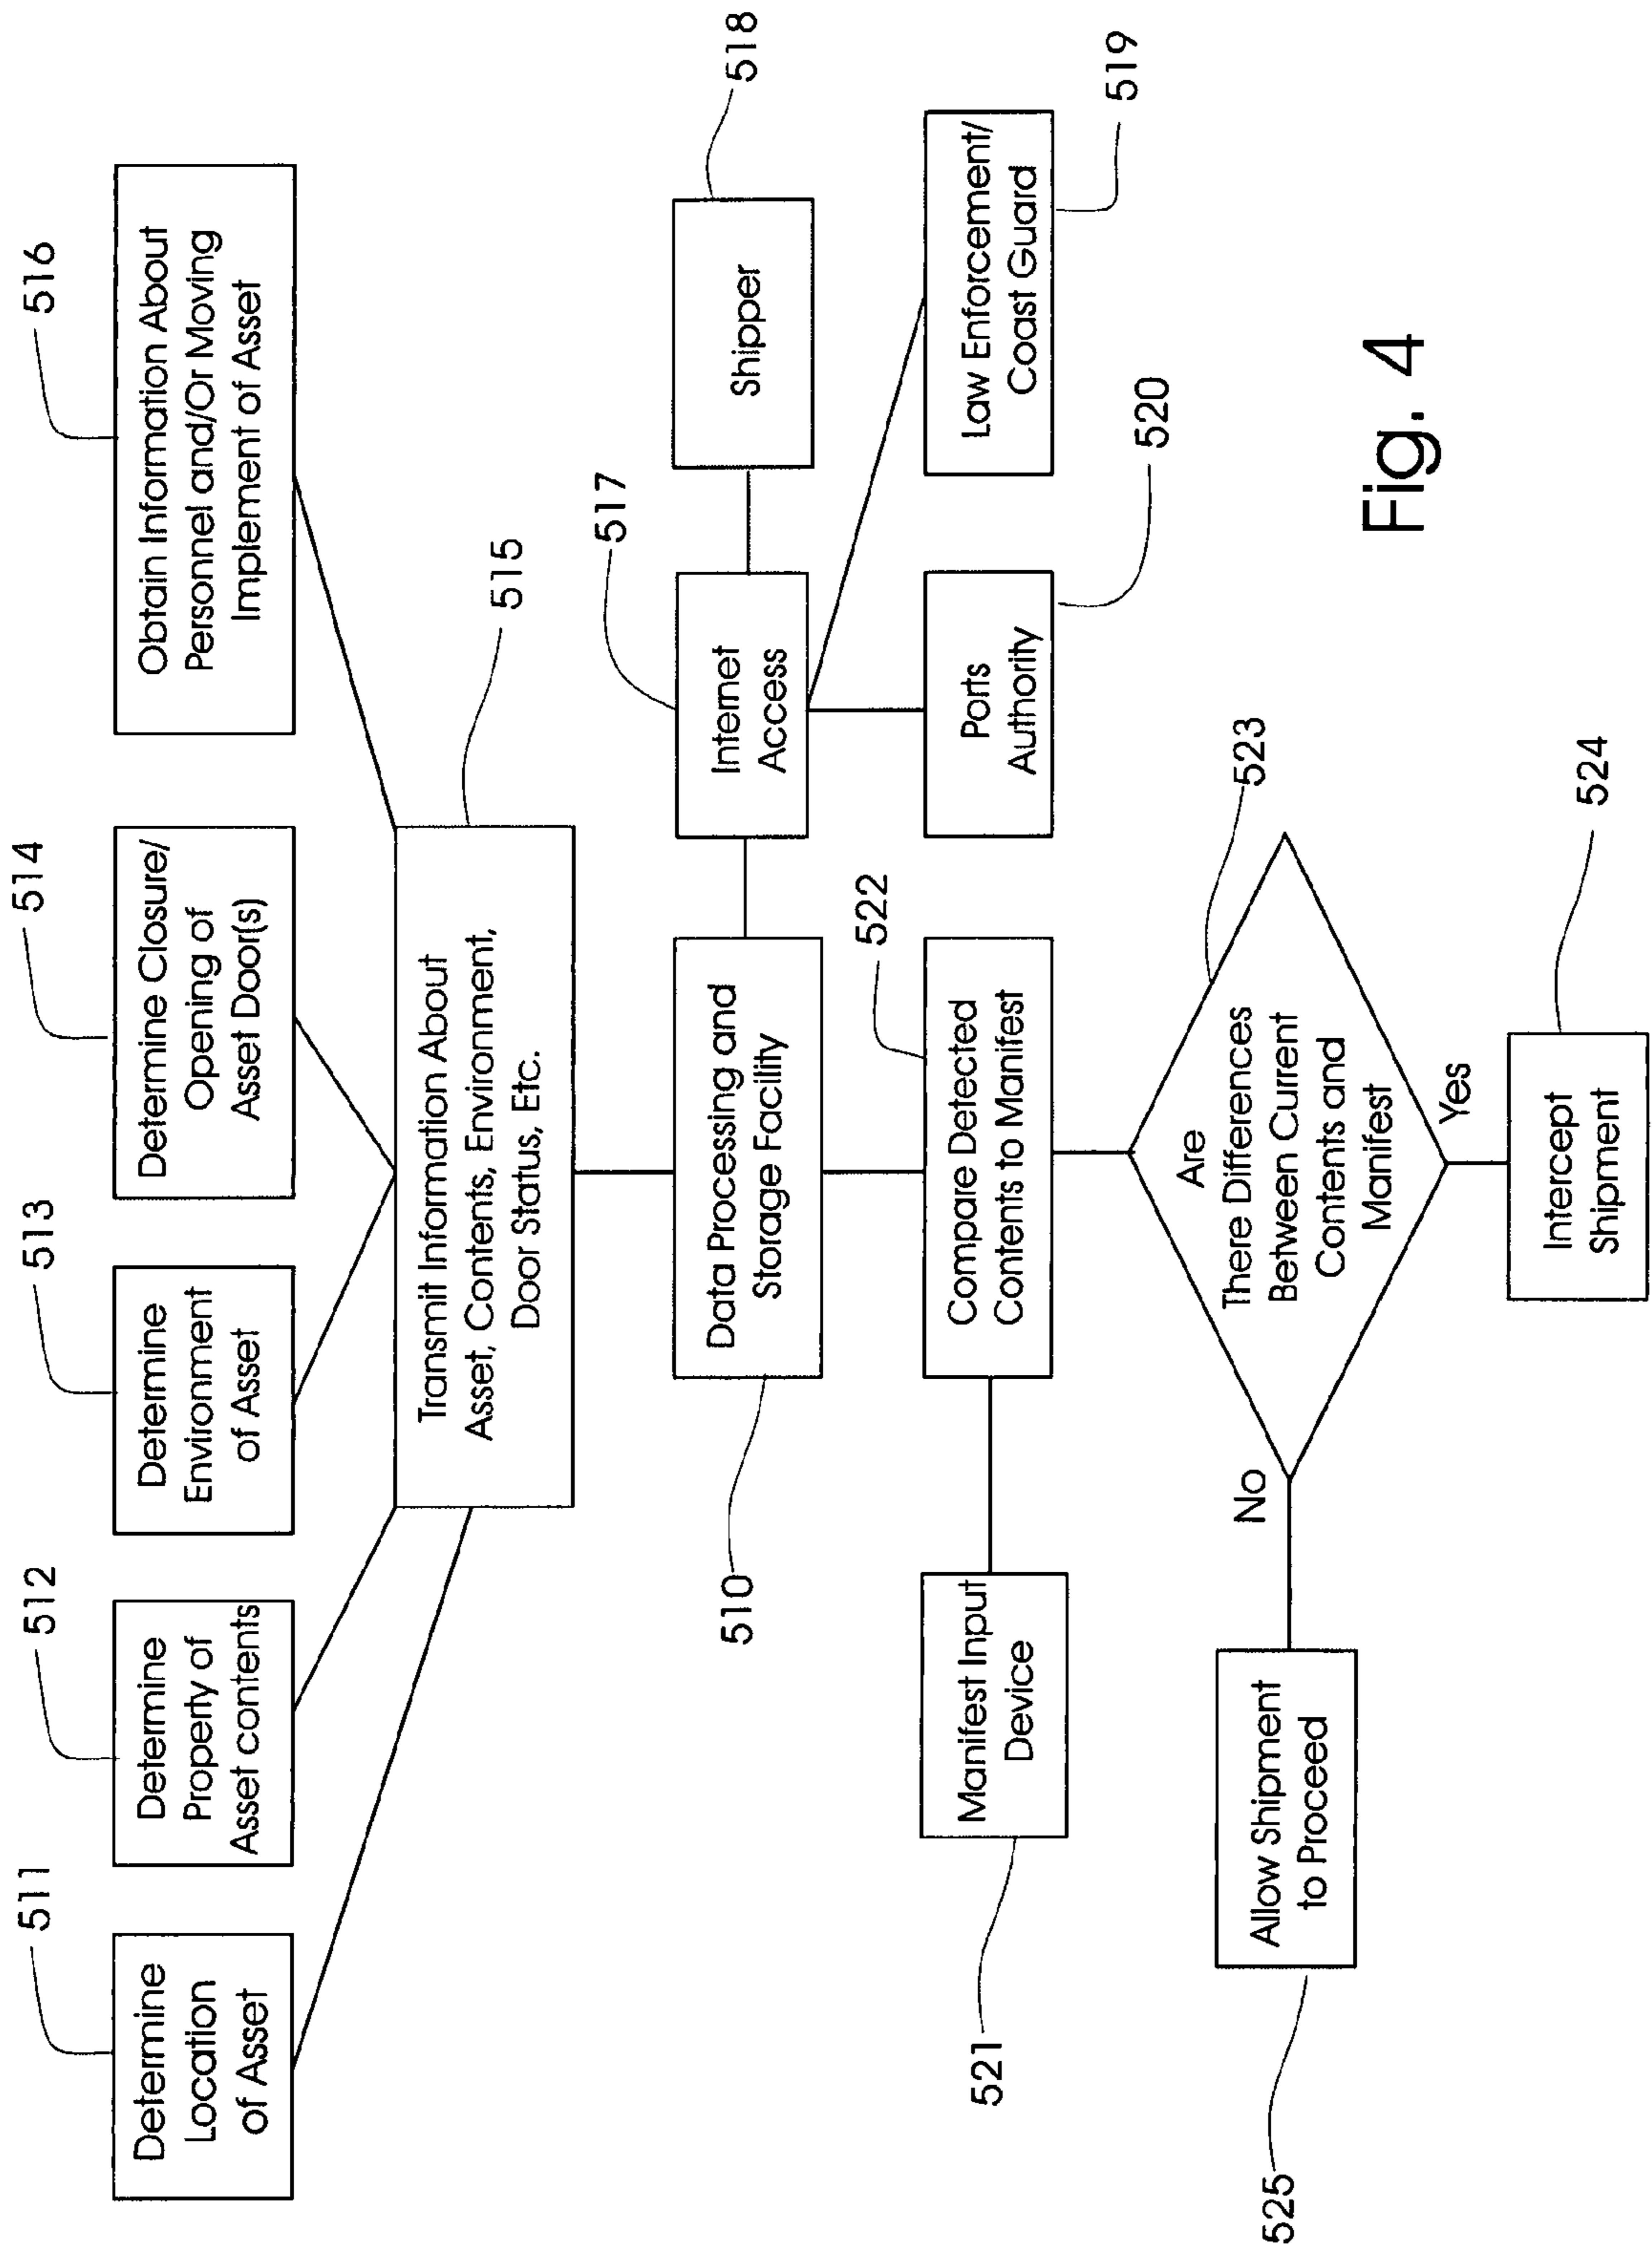 511
Determine
Location
of Asset
512
Determine
Property of
Asset contents
513
Determine
Environment
of Asset
514
Determine Closure/
Opening of
Asset Door(s)
516
Obtain Information About
Personnel and/Or Moving
Implement of Asset
515
Transmit Information About
Asset, Contents, Environment,
Door Status, Etc.
510
Data Processing and
Storage Facility
517
Internet
Access
518
Shipper
521
Manifest Input
Device
522
Compare Detected
Contents to Manifest
520
Ports
Authority
519
Law Enforcement/
Coast Guard
523
Are
There Differences
Between Current
Contents and
Manifest
No
Yes
525
Allow Shipment
to Proceed
524
Intercept
Shipment
Fig. 4